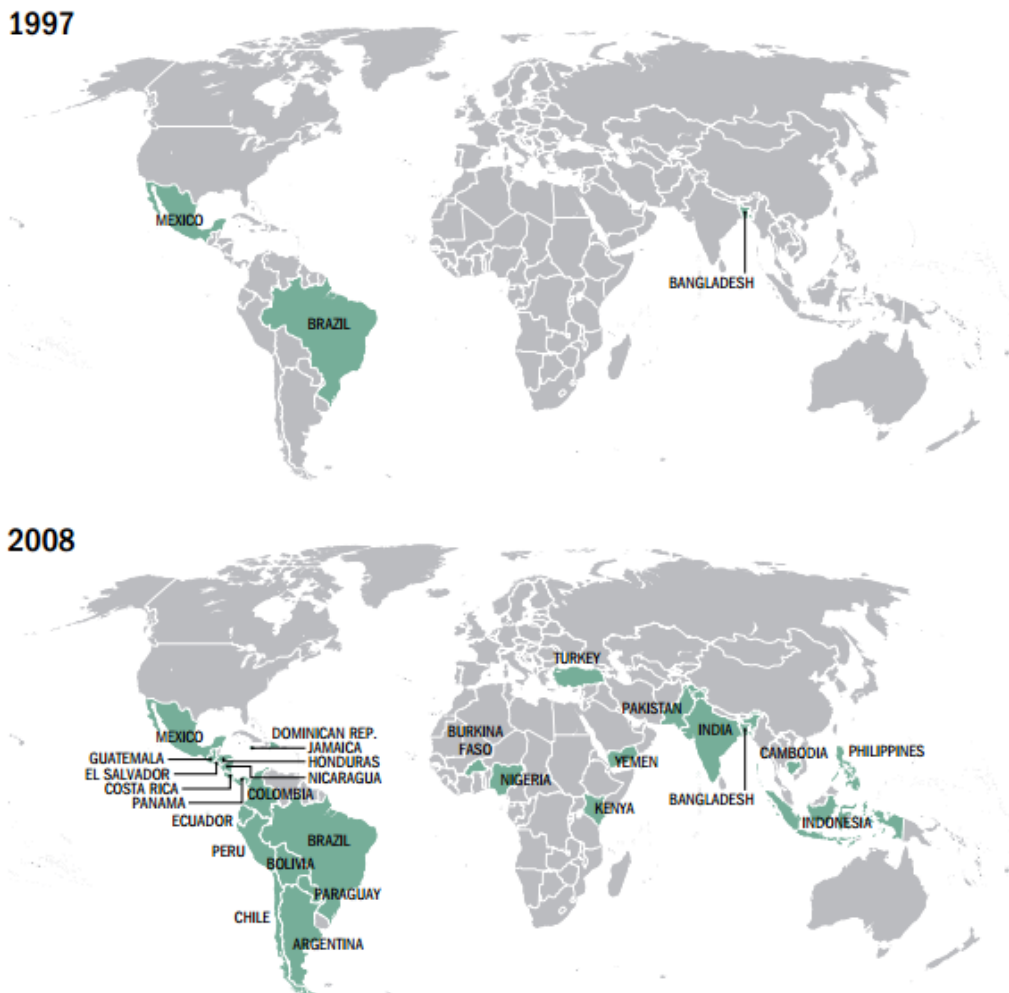 1997
MEXICO
BRAZIL
BANGLADESH
2008
TURKEY
MEXICO
DOMINICAN REP.
JAMAICA
GUATEMALA
HONDURAS
EL SALVADOR
NICARAGUA
COSTA RICA
PANAMA
COLOMBIA
ECUADOR
PERU
BRAZIL
BOLIVIA
PARAGUAY
CHILE
ARGENTINA
BURKINA
FASO
NIGERIA
KENYA
YEMEN
PAKISTAN
INDIA
BANGLADESH
CAMBODIA
PHILIPPINES
INDONESIA